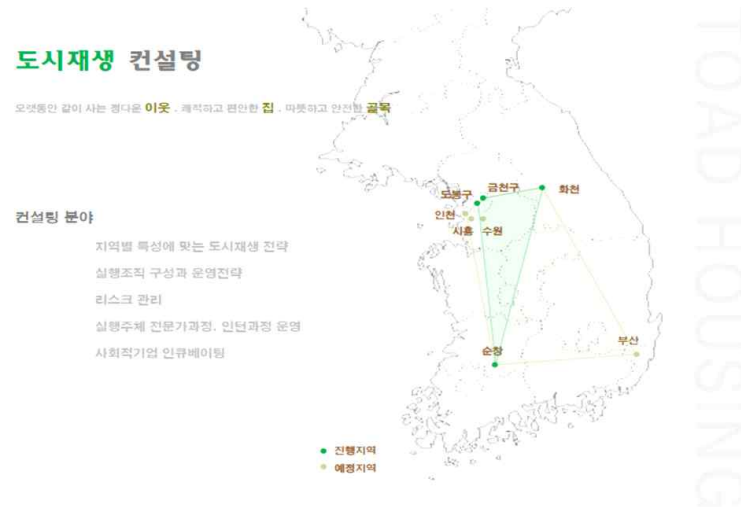 도시재생 컨설팅
오랫동안 같이 사는 정다운 이웃 . 쾌적하고 편안한 집 . 따뜻하고 안전한 골목
컨설팅 분야
지역별 특성에 맞는 도시재생 전략
실행조직 구성과 운영전략
리스크 관리
실행주체 전문가과정. 인턴과정 운영
사회적기업 인큐베이팅
도봉구
금천구
화천
인천
시흥
수원
순창
부산
진행지역
예정지역
TOAD HOUSING